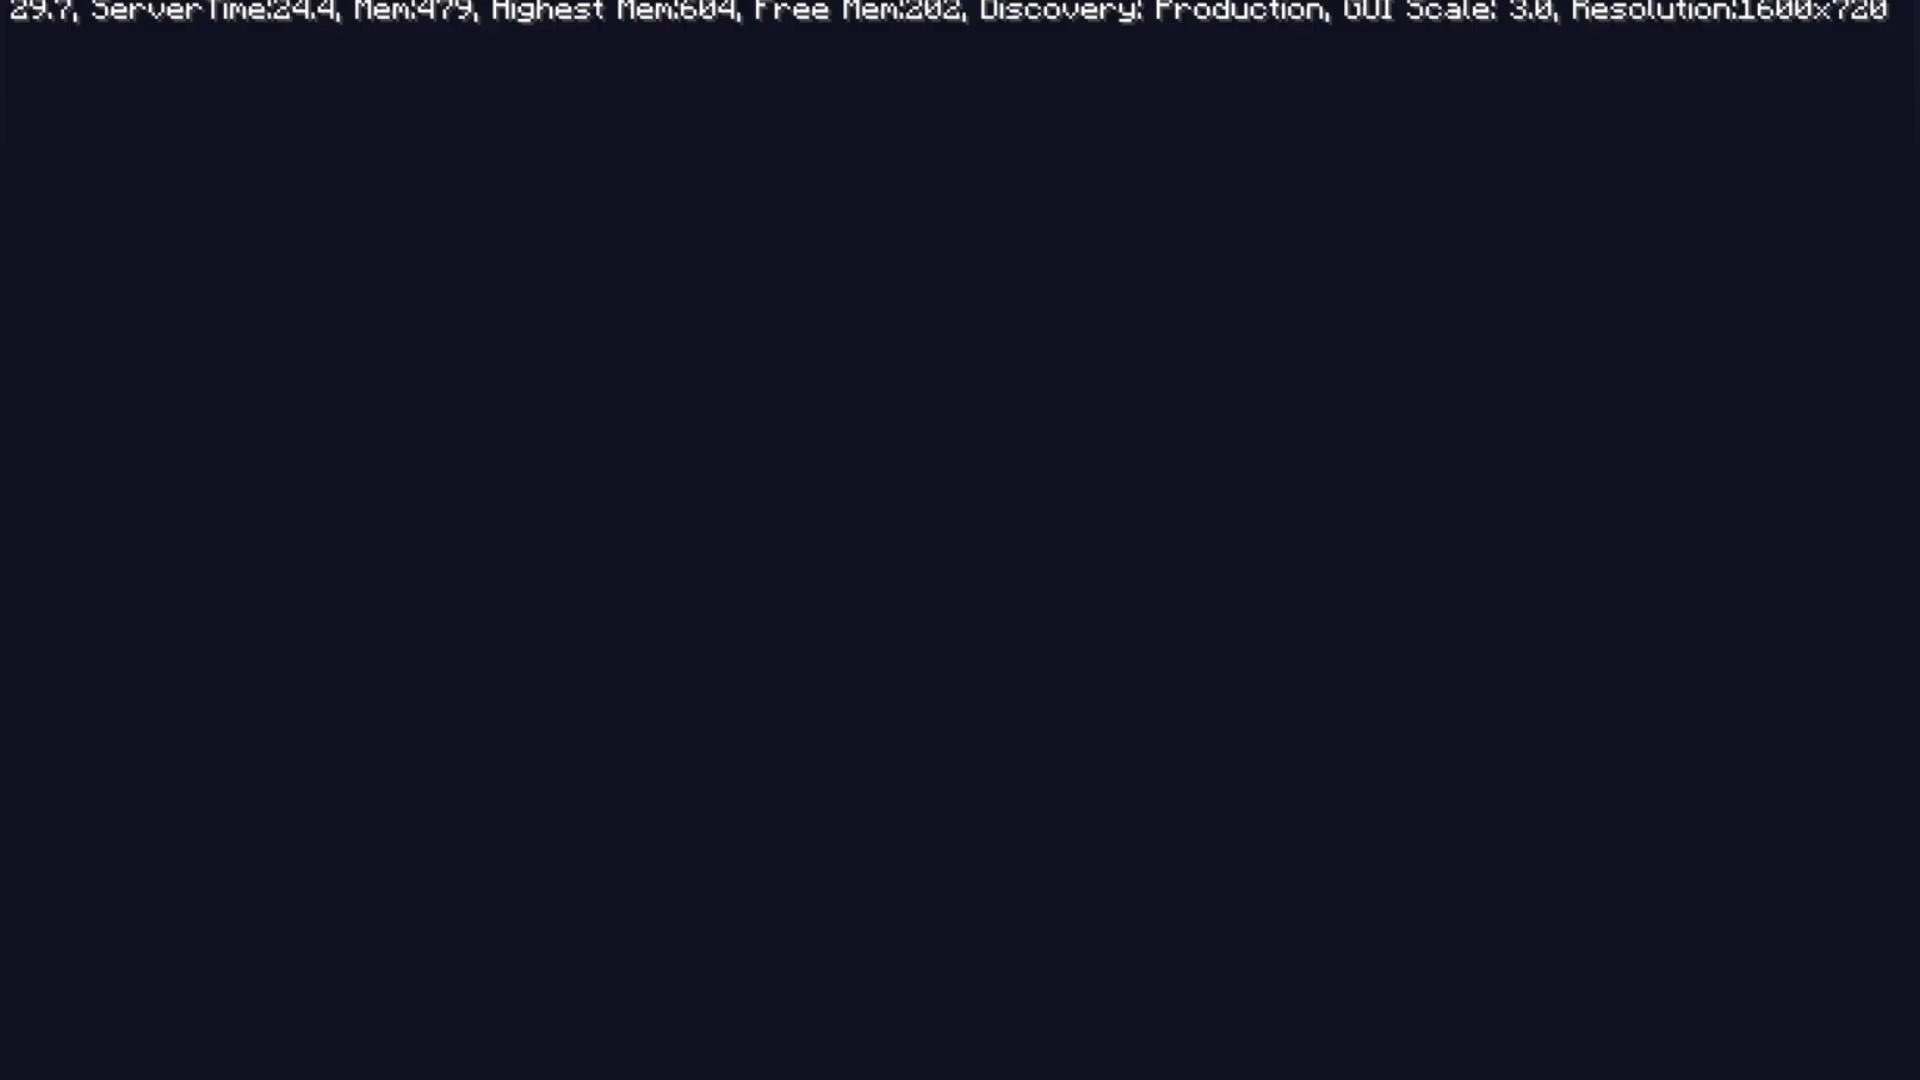 29.7, ServerTime:24.4, Mem:479, Highest Mem:604, Free Mem:202, Discovery: Production, GUI Scale: 3.0, Resolution:1600x720